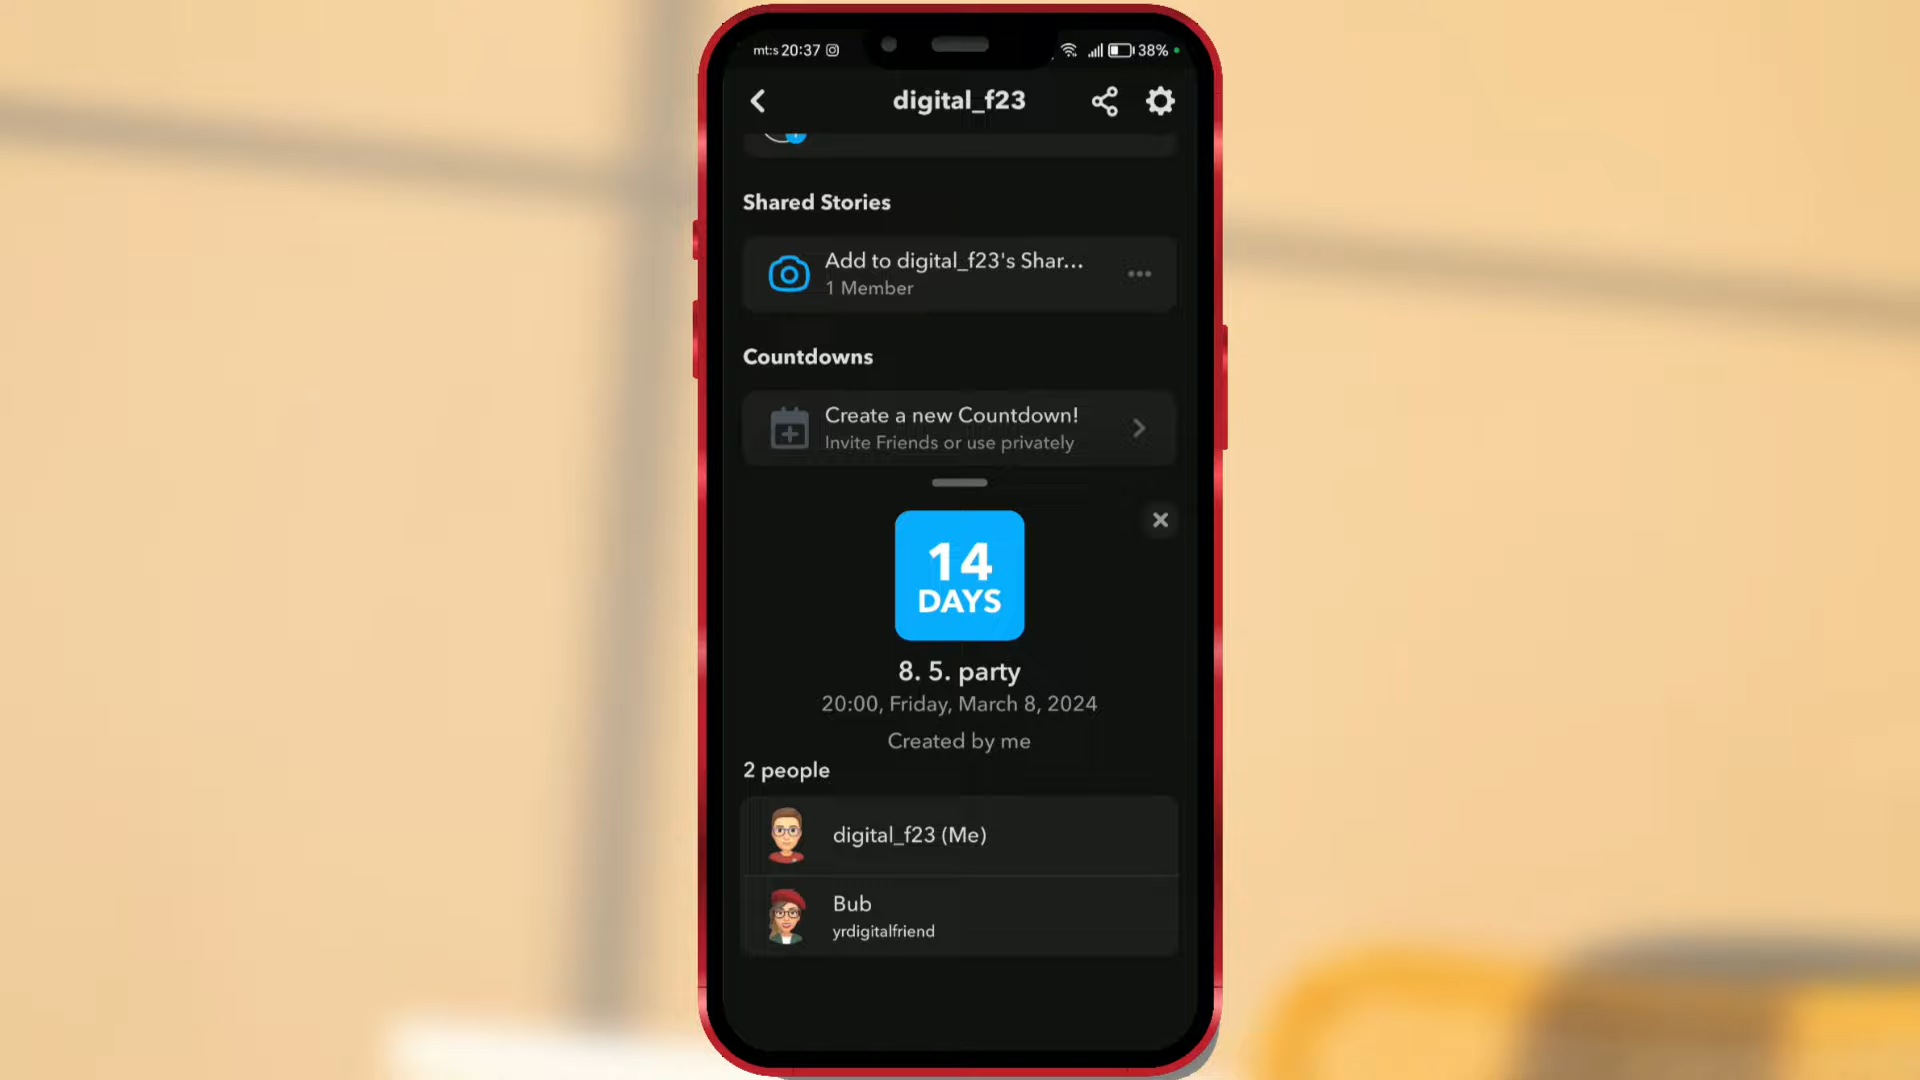 mt:s 20:37 38%
digital_f23
Shared Stories
Add to digital_f23's Shar...
1 Member
Countdowns
Create a new Countdown!
Invite Friends or use privately
14
DAYS
8. 5. party
20:00, Friday, March 8, 2024
Created by me
2 people
digital_f23 (Me)
Bub
yrdigitalfriend